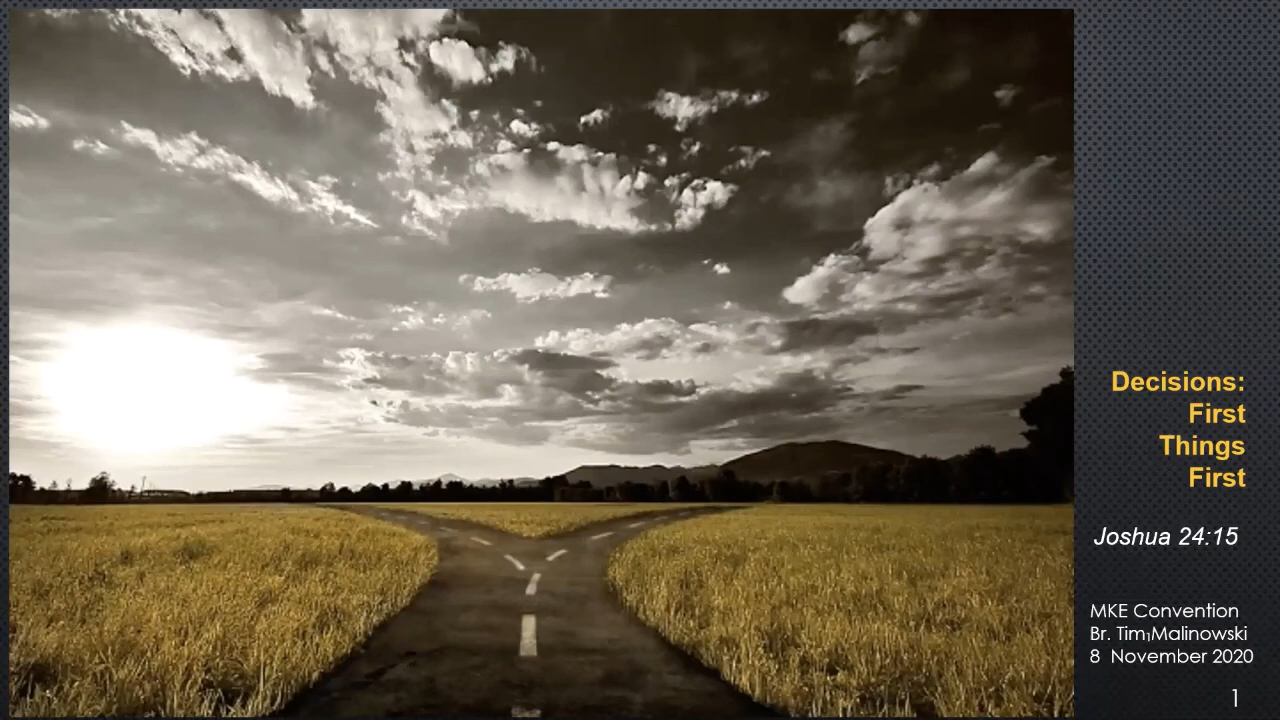 Decisions:
First
Things
First
Joshua 24:15
MKE Convention
Br. Tim Malinowski
8 November 2020
1